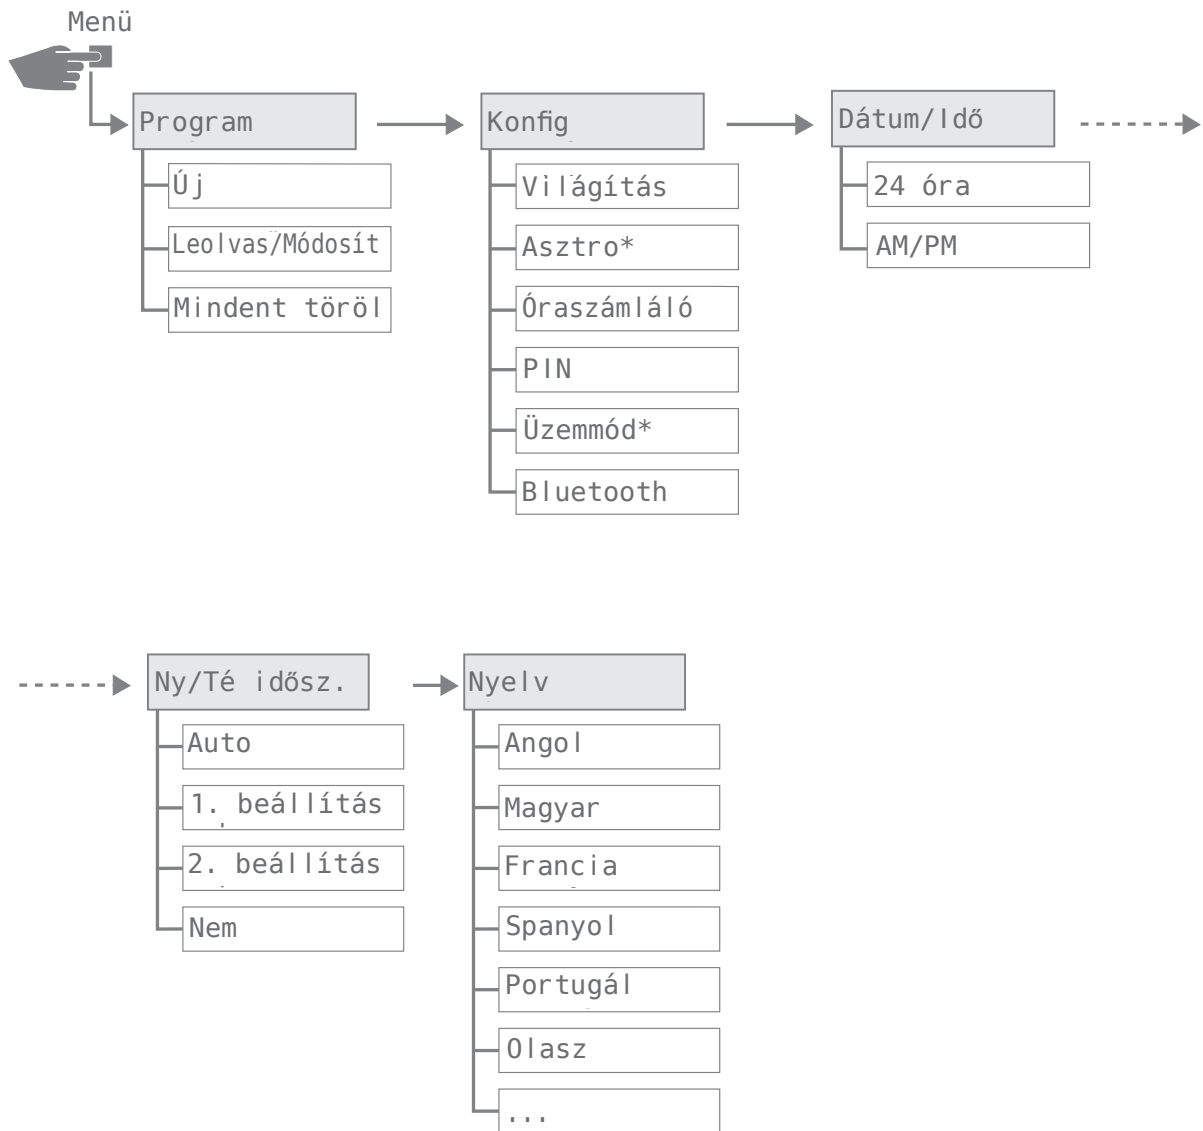 Menü
Program
Új
Leolvas/Módosít
Mindent töröl
Konfig
Világítás
Asztro*
Óraszámláló
PIN
Üzemmód*
Bluetooth
Dátum/Idő
24 óra
AM/PM
Ny/Té idősz.
Auto
1. beállítás
2. beállítás
Nem
Nyelv
Angol
Magyar
Francia
Spanyol
Portugál
Olasz
...